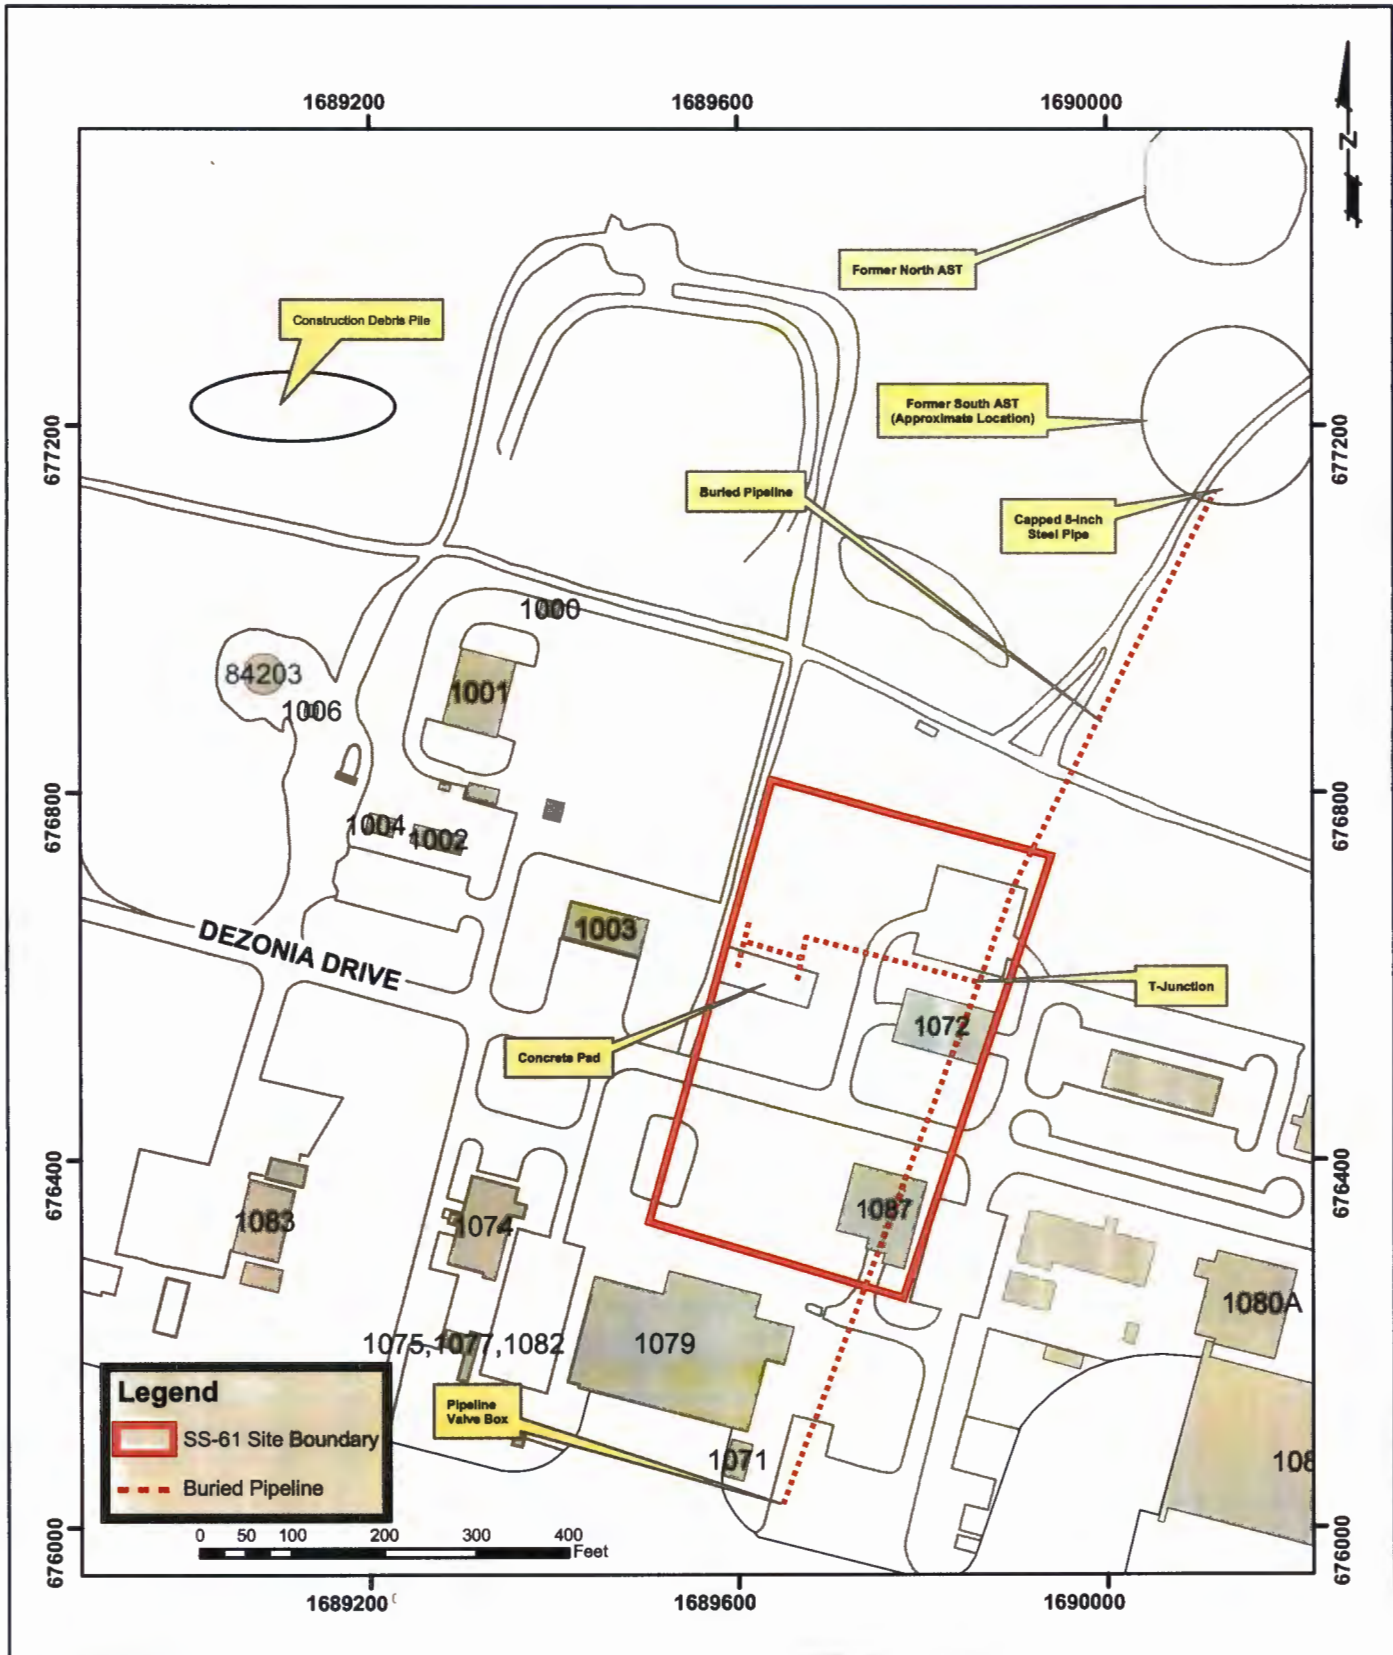 1689200 1689600 1690000
Z
Former North AST
Construction Debris Pile
Former South AST
(Approximate Location)
677200
677200
Buried Pipeline
Capped 8-Inch
Steel Pipe
1000
84203
1001
1006
676800
676800
1004
1002
1003
DEZONIA DRIVE
T-Junction
1072
Concrete Pad
676400
676400
1083
1074
1087
1080A
1075,1077,1082
1079
Legend
SS-61 Site Boundary
Buried Pipeline
Pipeline
Valve Box
1071
108
676000
676000
0 50 100 200 300 400
Feet
1689200 1689600 1690000